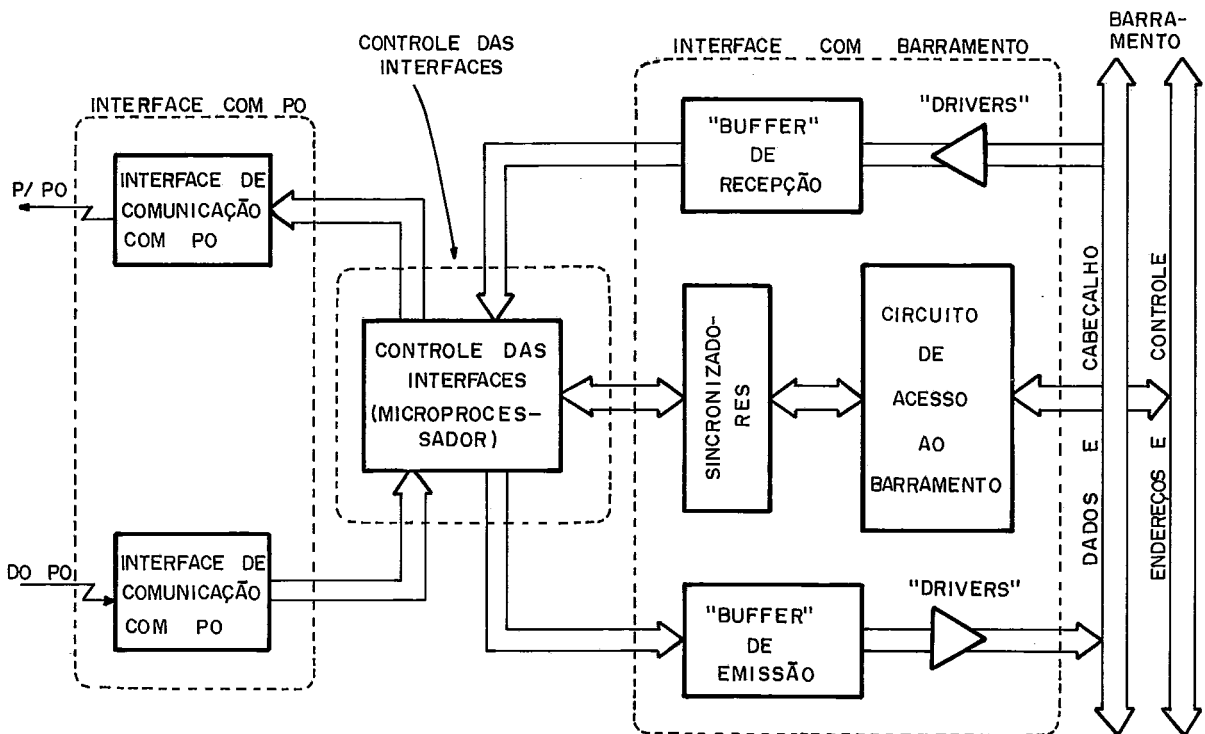 CONTROLE DAS
INTERFACES
INTERFACE COM BARRAMENTO
BARRA-
MENTO
INTERFACE COM PO
P/ PO
INTERFACE DE
COMUNICAÇÃO
COM PO
"BUFFER"
DE
RECEPÇÃO
"DRIVERS"
CONTROLE DAS
INTERFACES
(MICROPROCES-
SADOR)
SINCRONIZADO-
RES
CIRCUITO
DE
ACESSO
AO
BARRAMENTO
DADOS E CABEÇALHO
ENDEREÇOS E CONTROLE
DO PO
INTERFACE DE
COMUNICAÇÃO
COM PO
"BUFFER"
DE
EMISSÃO
"DRIVERS"